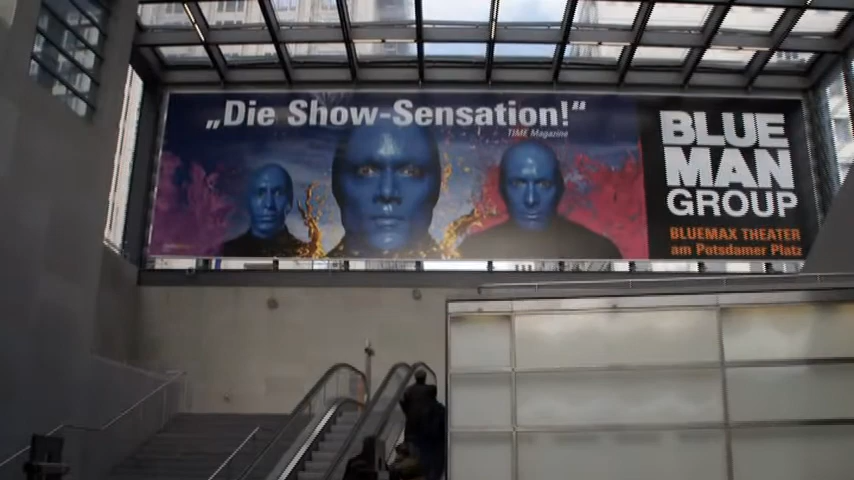 „Die Show-Sensation!"
TIME Magazine
BLUE
MAN
GROUP
BLUEMAX THEATER
am Potsdamer Platz